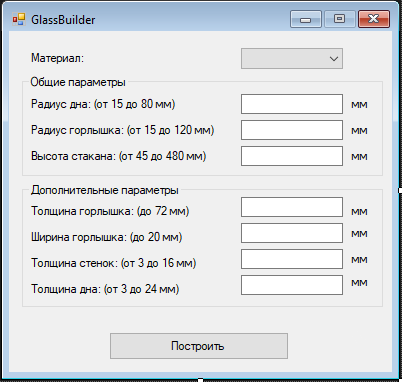 GlassBuilder
Материал:
Общие параметры
Радиус дна: (от 15 до 80 мм) мм
Радиус горлышка: (от 15 до 120 мм) мм
Высота стакана: (от 45 до 480 мм) мм
Дополнительные параметры
Толщина горлышка: (до 72 мм) мм
Ширина горлышка: (до 20 мм) мм
Толщина стенок: (от 3 до 16 мм) мм
Толщина дна: (от 3 до 24 мм) мм
Построить